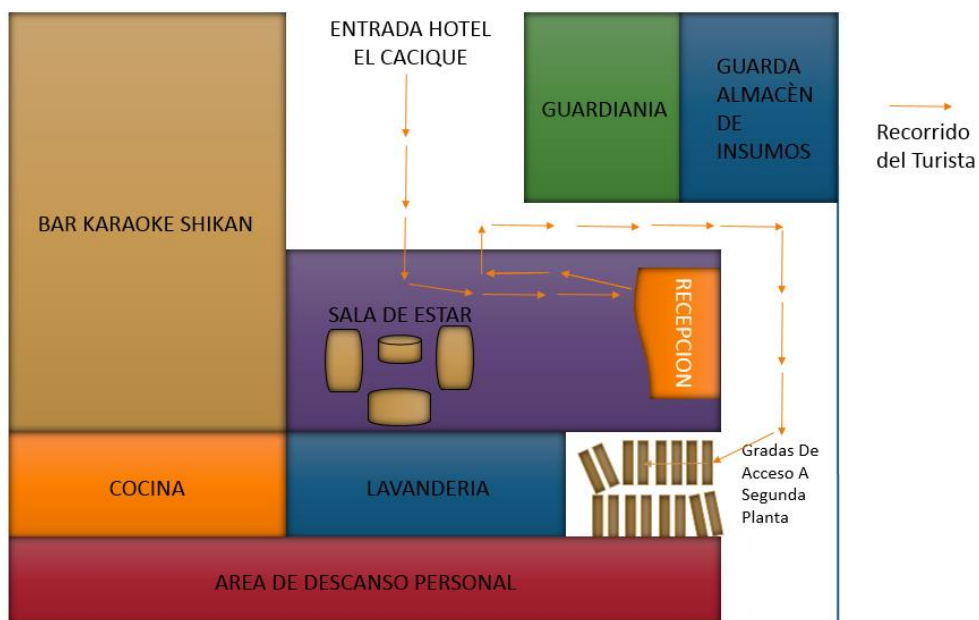 ENTRADA HOTEL
EL CACIQUE
GUARDIANIA
GUARDA
ALMACÈN
DE
INSUMOS
Recorrido
del Turista
BAR KARAOKE SHIKAN
SALA DE ESTAR
RECEPCION
COCINA
LAVANDERIA
Gradas De
Acceso A
Segunda
Planta
AREA DE DESCANSO PERSONAL